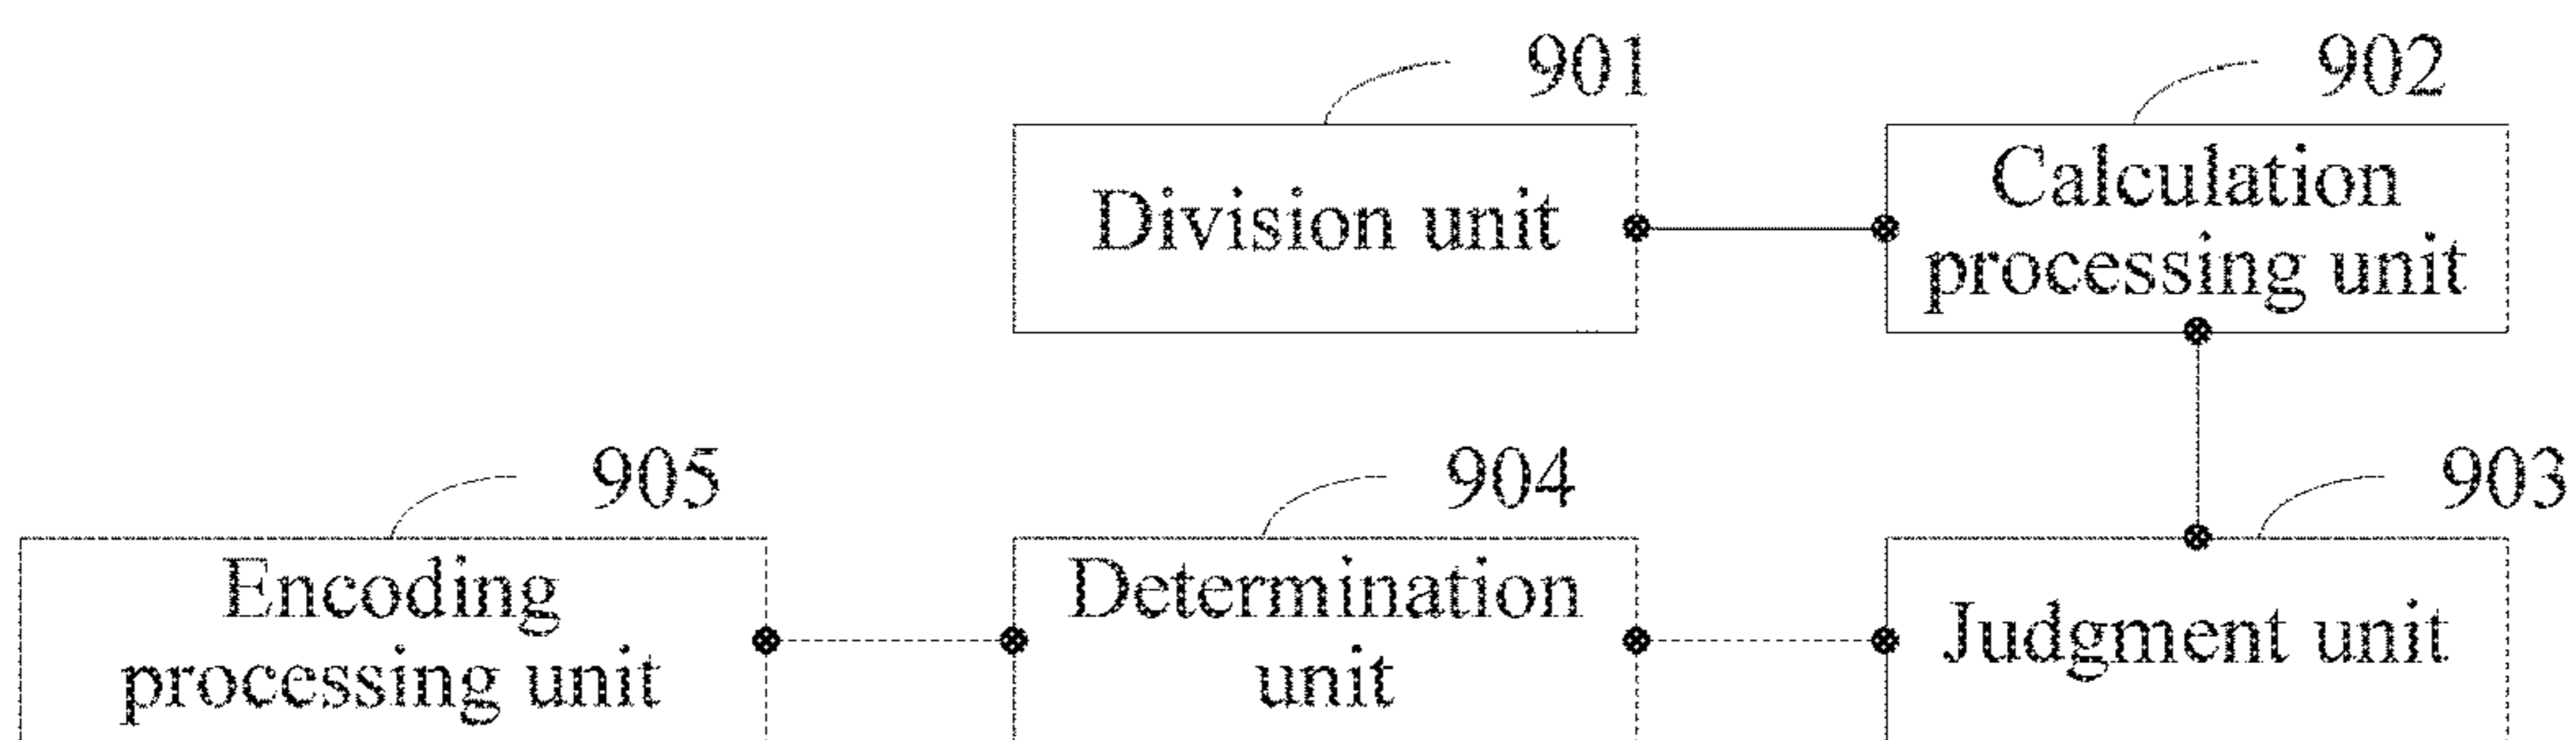 901
902
Division unit
Calculation
processing unit
905
904
903
Encoding
processing unit
Determination
unit
Judgment unit